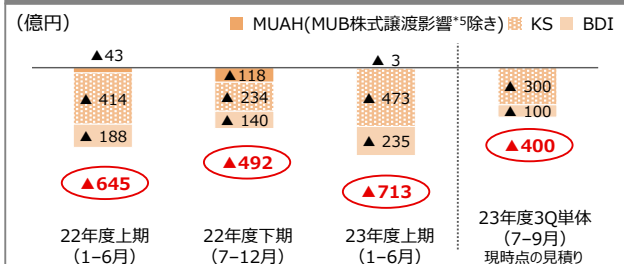 （億円）
MUAH(MUB株式譲渡影響*5除き) KS BDI
▲43
▲3
▲118
▲414
▲234
▲473
▲300
▲188
▲140
▲235
▲100
▲645
▲492
▲713
▲400
22年度上期
（1–6月）
22年度下期
（7–12月）
23年度上期
（1–6月）
23年度3Q単体
（7–9月）
現時点の見積り